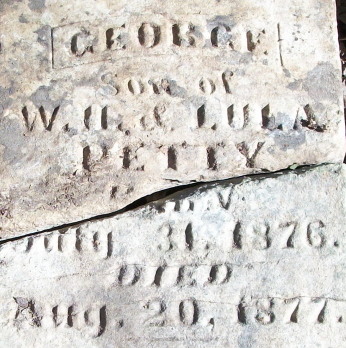 GEORGE
Son of
W. H. & LULA
PETTY
July 31, 1876.
DIED
Aug. 20, 1877.